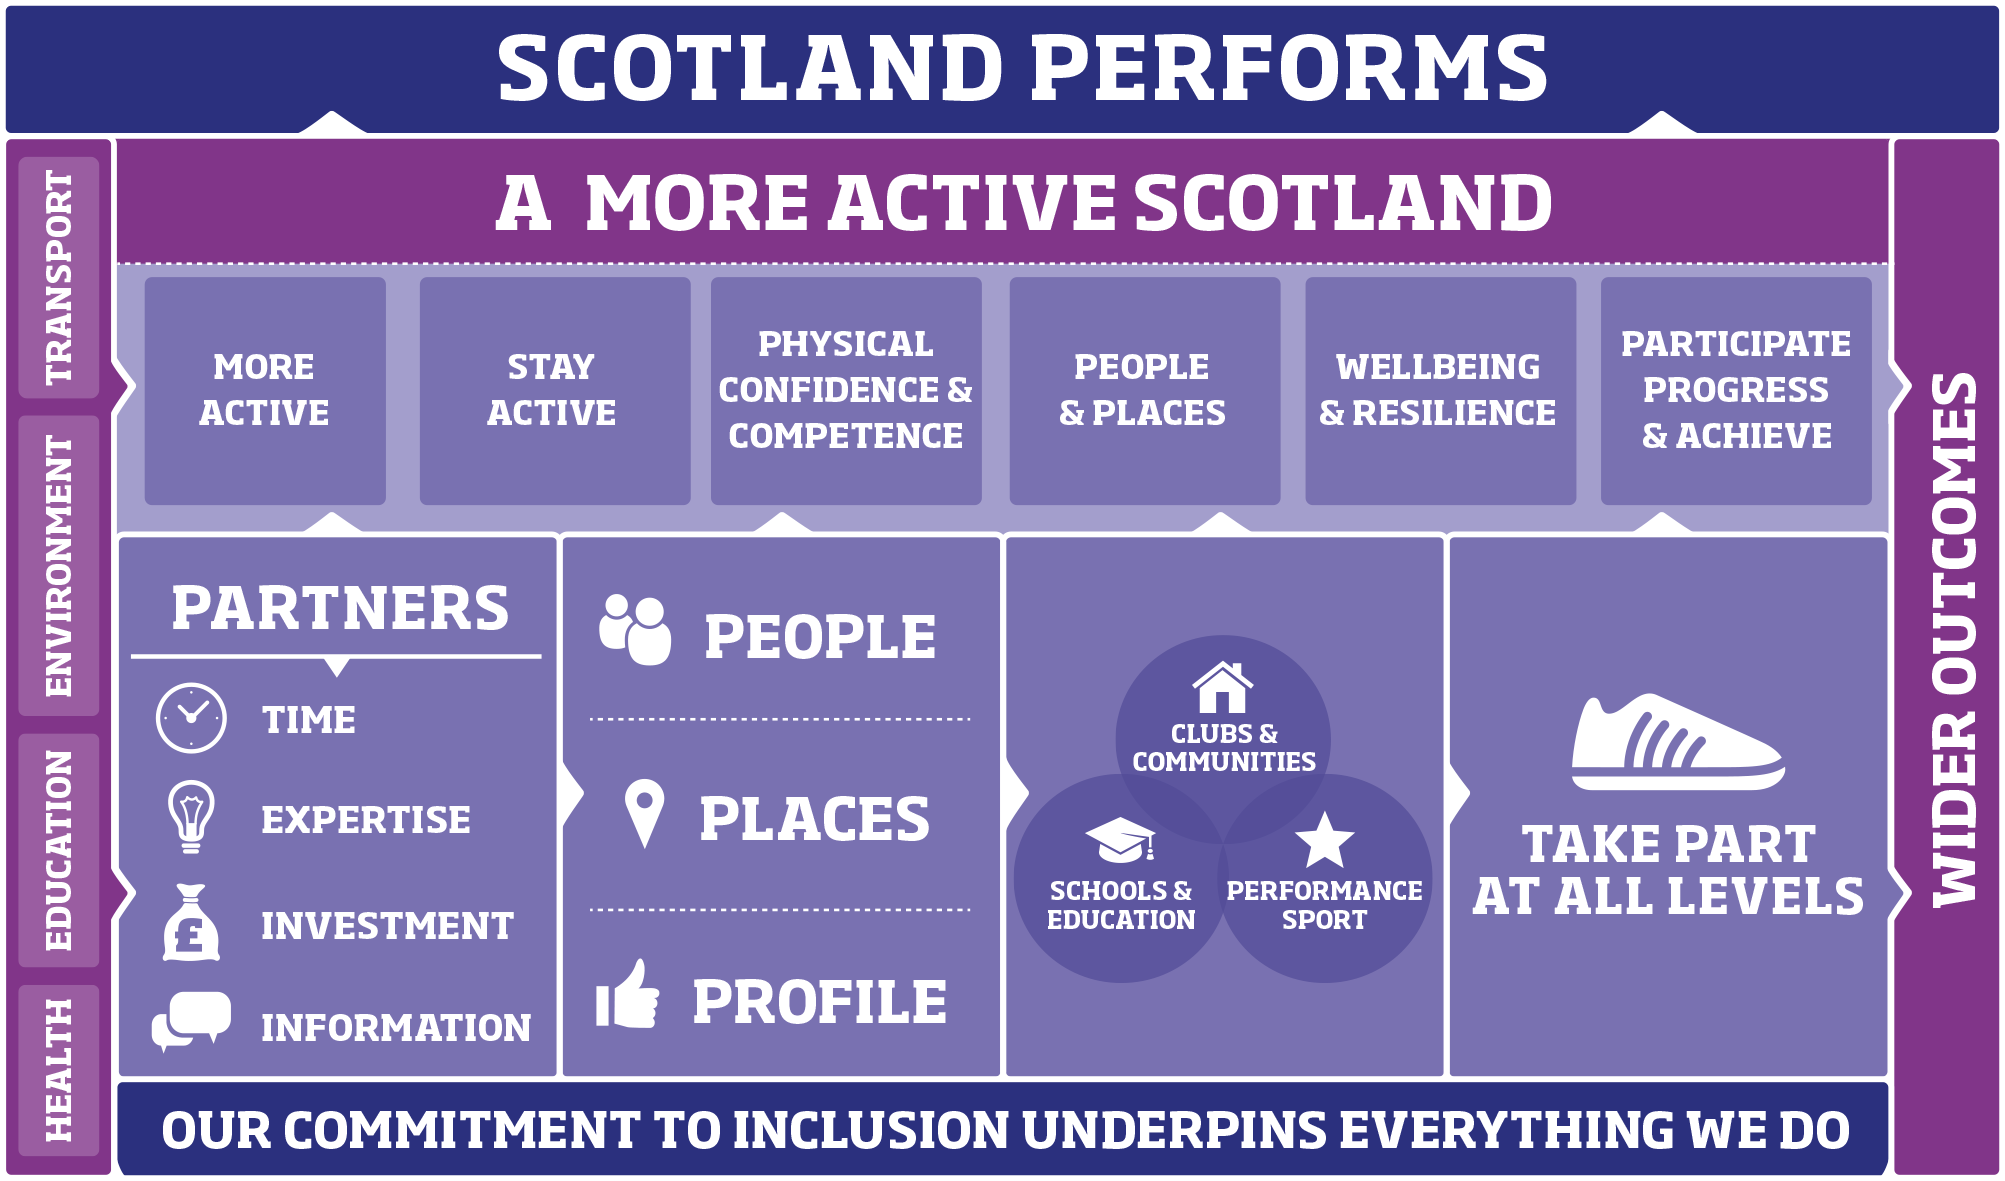 SCOTLAND PERFORMS
A MORE ACTIVE SCOTLAND
TRANSPORT
ENVIRONMENT
EDUCATION
HEALTH
MORE
ACTIVE
STAY
ACTIVE
PHYSICAL
CONFIDENCE &
COMPETENCE
PEOPLE
& PLACES
WELLBEING
& RESILIENCE
PARTICIPATE
PROGRESS
& ACHIEVE
PARTNERS
TIME
EXPERTISE
£
INVESTMENT
INFORMATION
PEOPLE
PLACES
PROFILE
CLUBS &
COMMUNITIES
SCHOOLS &
EDUCATION
PERFORMANCE
SPORT
TAKE PART
AT ALL LEVELS
WIDER OUTCOMES
OUR COMMITMENT TO INCLUSION UNDERPINS EVERYTHING WE DO